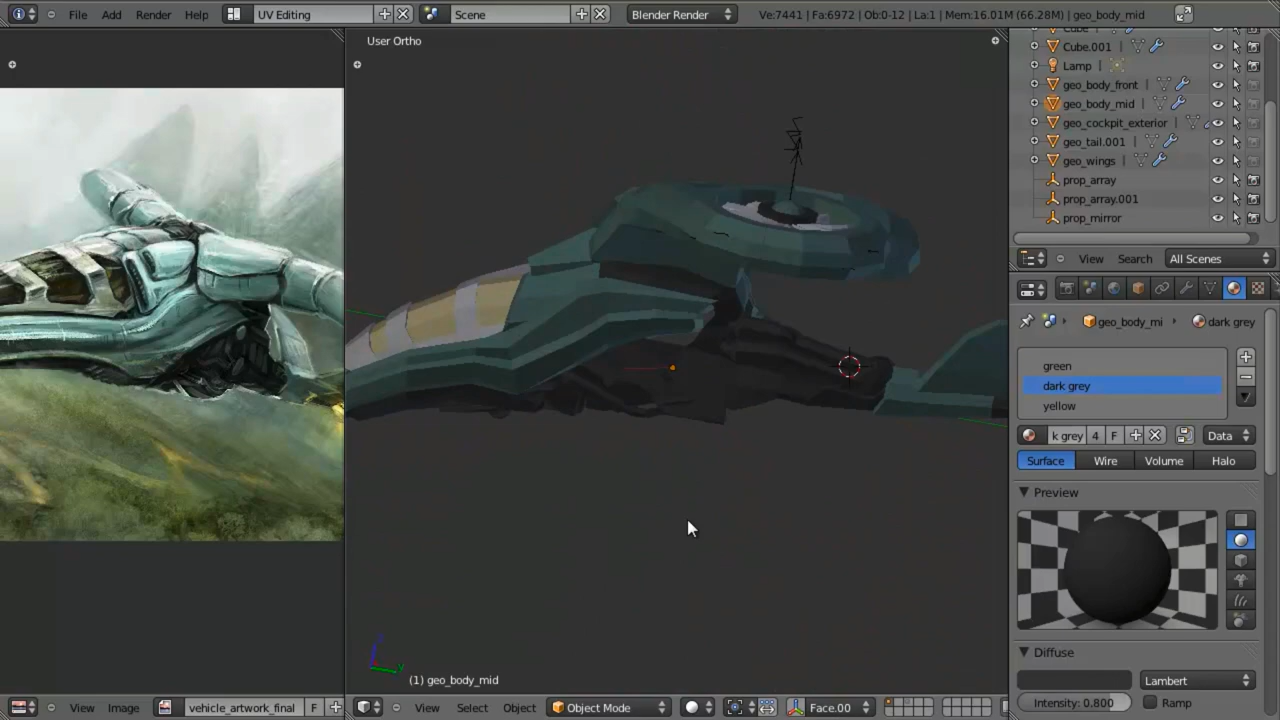 File Add Render Help UV Editing Scene Blender Render Ve:7441 | Fa:6972 | Ob:0-12 | La:1 | Mem:16.01M (66.28M) | geo_body_mid
User Ortho
Cube.001
Lamp
geo_body_front
geo_body_mid
geo_cockpit_exterior
geo_tail.001
geo_wings
prop_array
prop_array.001
prop_mirror
View Search All Scenes
geo_body_mi dark grey
green
dark grey
yellow
k grey 4 F Data
Surface Wire Volume Halo
Preview
Diffuse
Lambert
Intensity: 0.800 Ramp
y
(1) geo_body_mid
View Image vehicle_artwork_final F View Select Object Object Mode Face.00